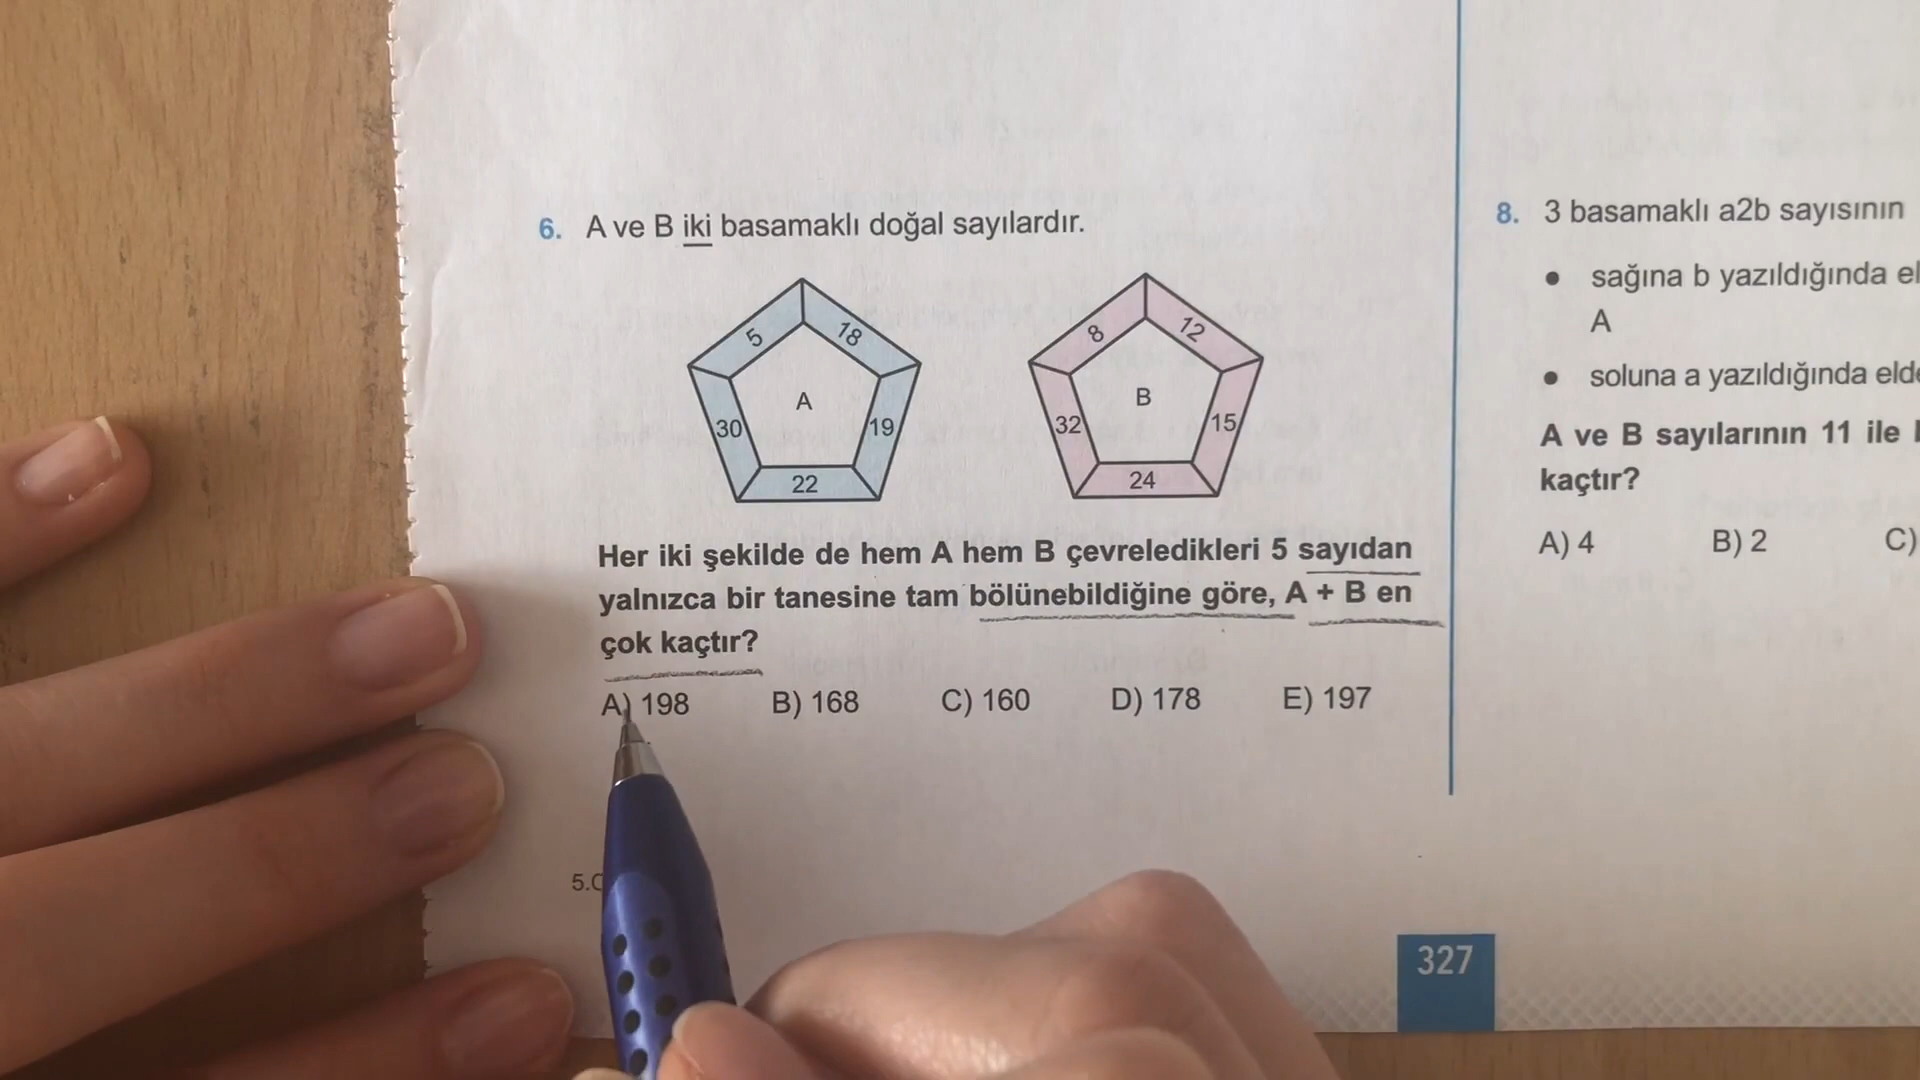 6. A ve B iki basamaklı doğal sayılardır.
5
18
A
30
19
22
8
12
B
32
15
24
Her iki şekilde de hem A hem B çevreledikleri 5 sayıdan
yalnızca bir tanesine tam bölünebildiğine göre, A + B en
çok kaçtır?
A) 198 B) 168 C) 160 D) 178 E) 197
5.C
327
8. 3 basamaklı a2b sayısının
• sağına b yazıldığında
A
• soluna a yazıldığında
A ve B sayılarının 11 ile
kaçtır?
A) 4 B) 2 C)